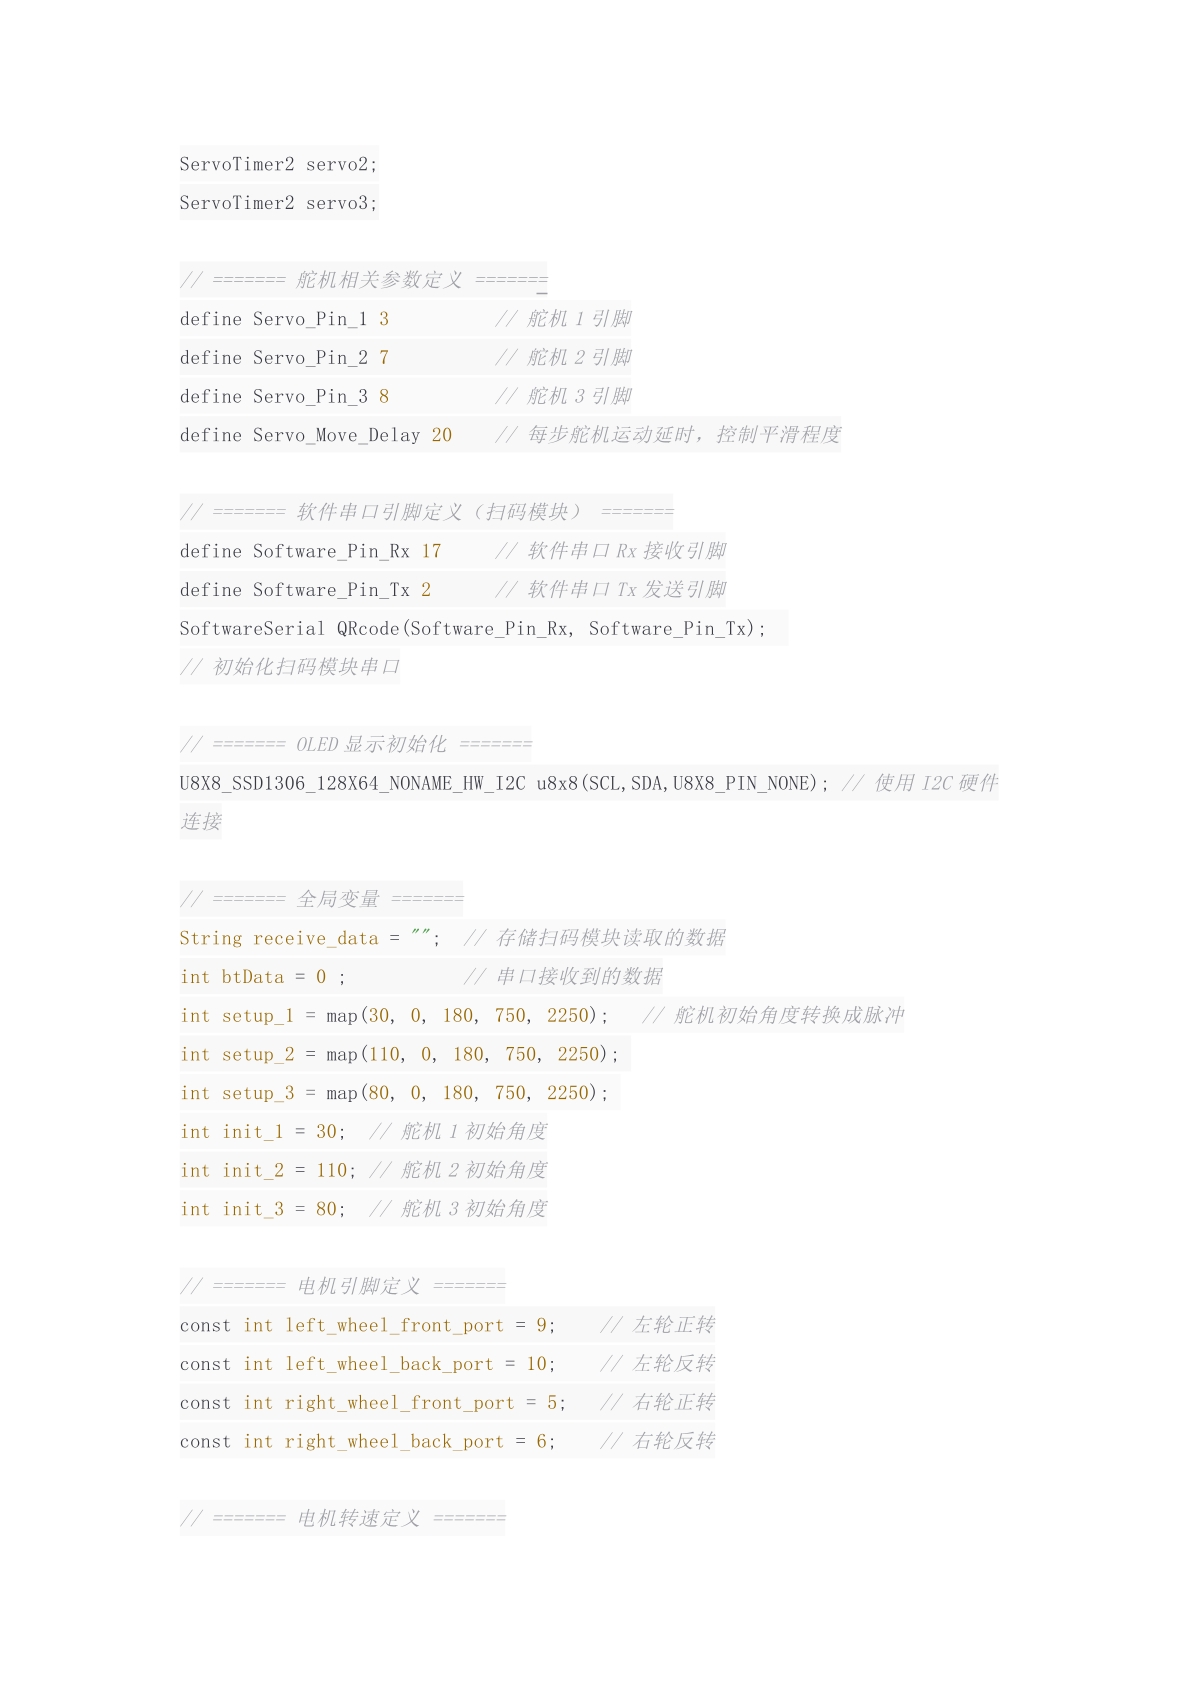 ServoTimer2 servo2;
ServoTimer2 servo3;
// ======= 舵机相关参数定义 =======
define Servo_Pin_1 3 // 舵机 1 引脚
define Servo_Pin_2 7 // 舵机 2 引脚
define Servo_Pin_3 8 // 舵机 3 引脚
define Servo_Move_Delay 20 // 每步舵机运动延时，控制平滑程度
// ======= 软件串口引脚定义（扫码模块） =======
define Software_Pin_Rx 17 // 软件串口 Rx 接收引脚
define Software_Pin_Tx 2 // 软件串口 Tx 发送引脚
SoftwareSerial QRcode(Software_Pin_Rx, Software_Pin_Tx);
// 初始化扫码模块串口
// ======= OLED 显示初始化 =======
U8X8_SSD1306_128X64_NONAME_HW_I2C u8x8(SCL,SDA,U8X8_PIN_NONE); // 使用 I2C 硬件
连接
// ======= 全局变量 =======
String receive_data = ""; // 存储扫码模块读取的数据
int btData = 0 ; // 串口接收到的数据
int setup_1 = map(30, 0, 180, 750, 2250); // 舵机初始角度转换成脉冲
int setup_2 = map(110, 0, 180, 750, 2250);
int setup_3 = map(80, 0, 180, 750, 2250);
int init_1 = 30; // 舵机 1 初始角度
int init_2 = 110; // 舵机 2 初始角度
int init_3 = 80; // 舵机 3 初始角度
// ======= 电机引脚定义 =======
const int left_wheel_front_port = 9; // 左轮正转
const int left_wheel_back_port = 10; // 左轮反转
const int right_wheel_front_port = 5; // 右轮正转
const int right_wheel_back_port = 6; // 右轮反转
// ======= 电机转速定义 =======